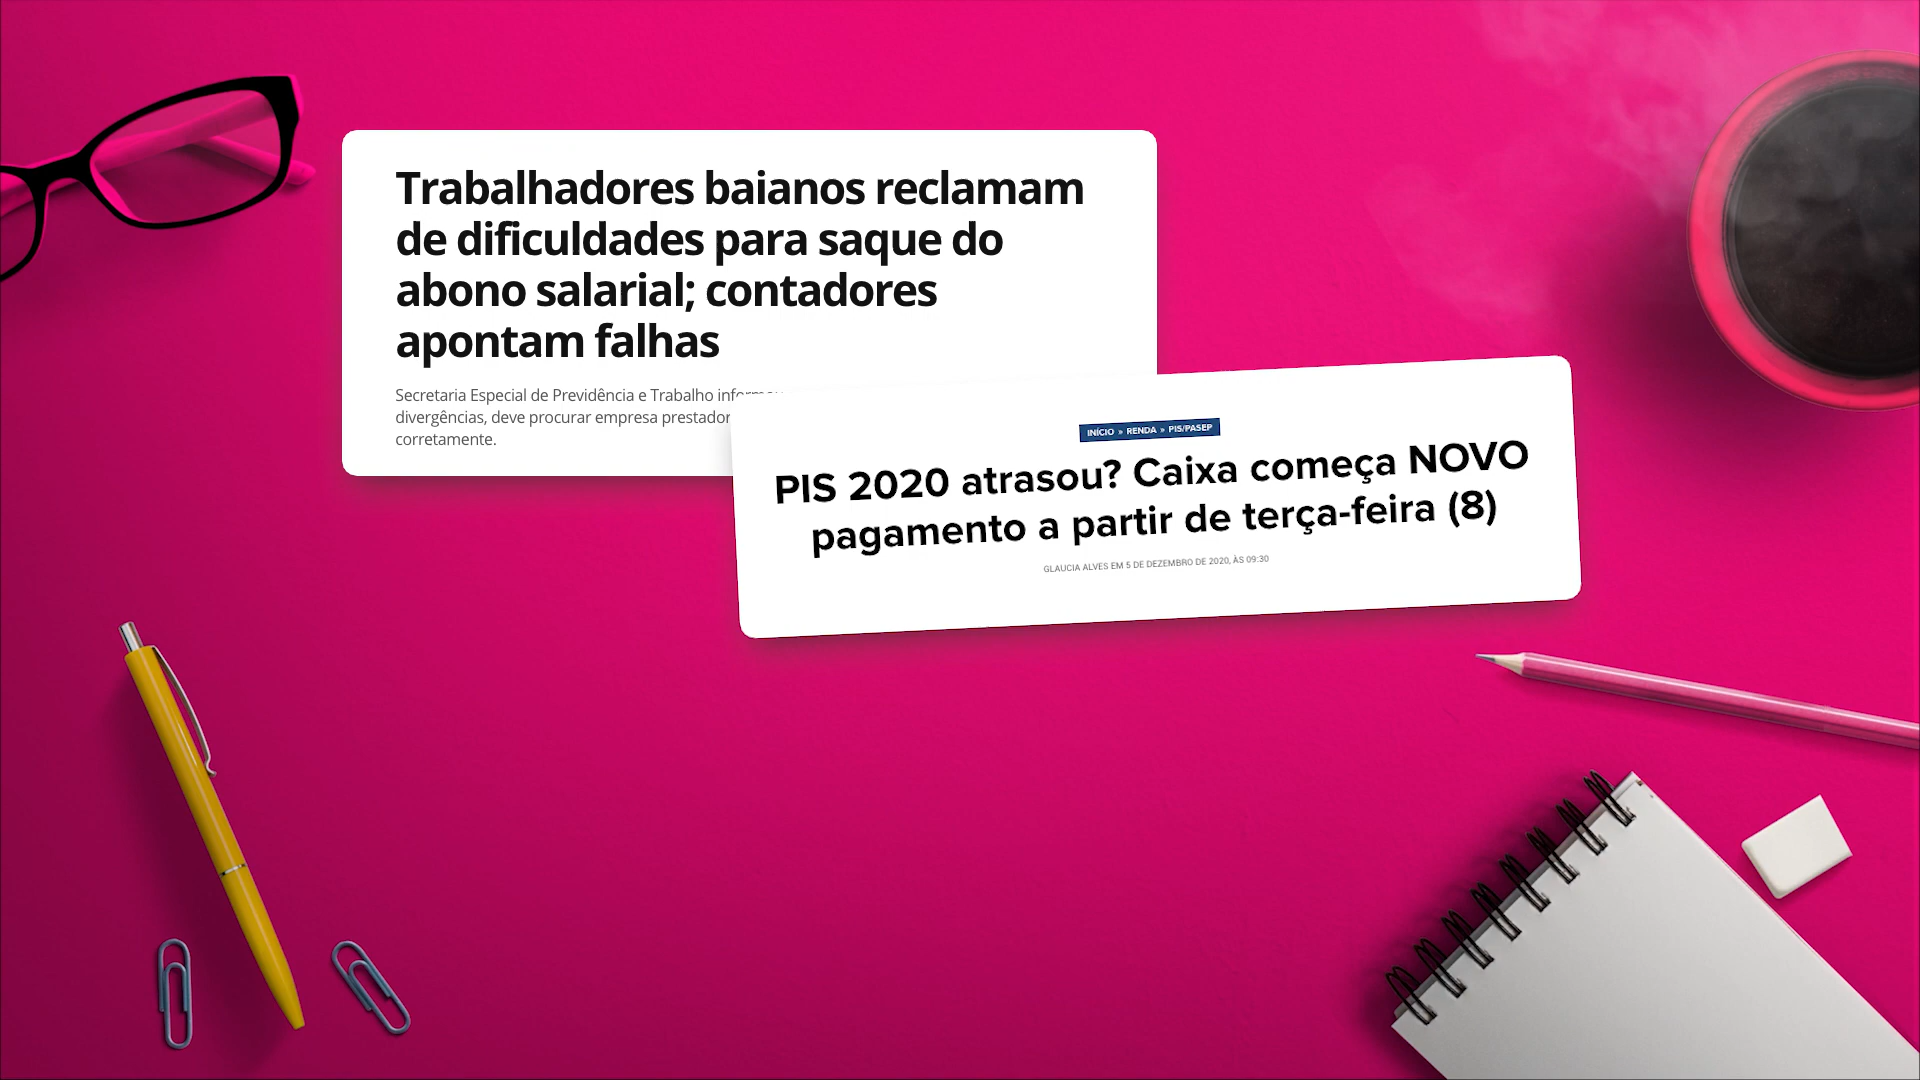 Trabalhadores baianos reclamam
de dificuldades para saque do
abono salarial; contadores
apontam falhas
Secretaria Especial de Previdência e Trabalho
divergências, deve procurar empresa
corretamente.
INÍCIO » RENDA » PIS/PASEP
PIS 2020 atrasou? Caixa começa NOVO
pagamento a partir de terça-feira (8)
GLAUCIA ALVES EM 5 DE DEZEMBRO DE 2020, ÀS 09:30